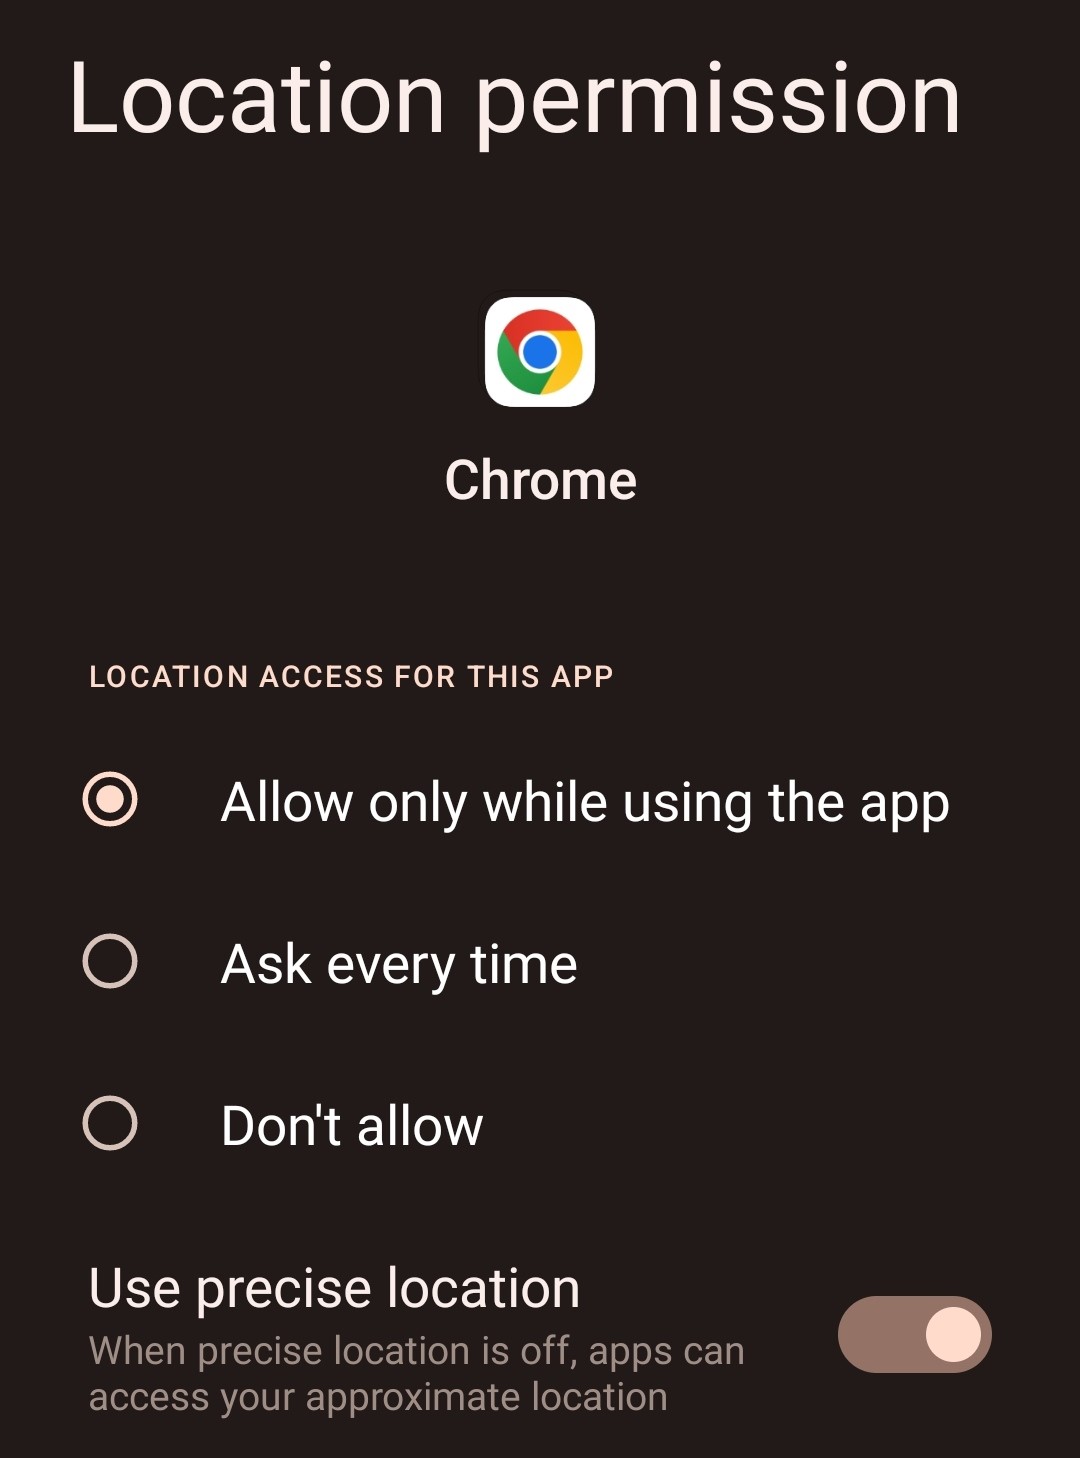 Location permission
Chrome
LOCATION ACCESS FOR THIS APP
Allow only while using the app
Ask every time
Don't allow
Use precise location
When precise location is off, apps can
access your approximate location